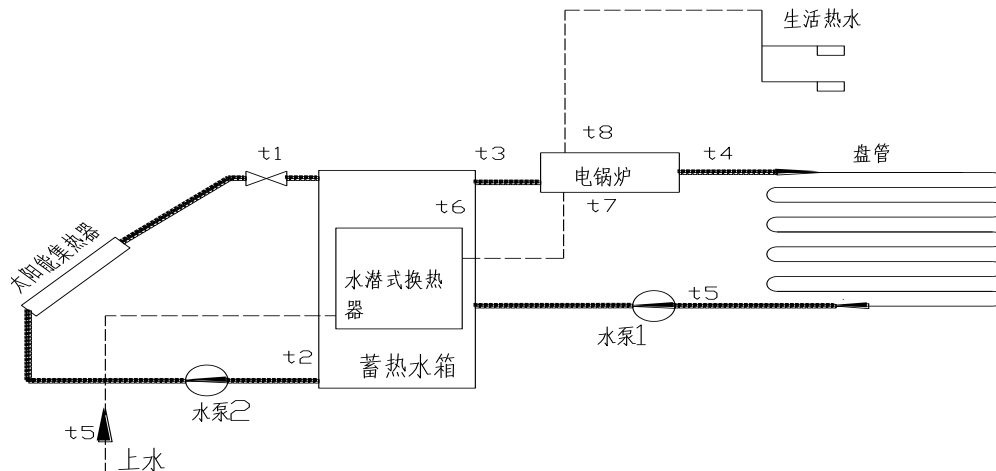 生活热水
t8
t1
t3
t4
盘管
电锅炉
t6
t7
太阳能集热器
水潜式换热
器
t5
水泵1
t2
蓄热水箱
水泵2
t5
上水